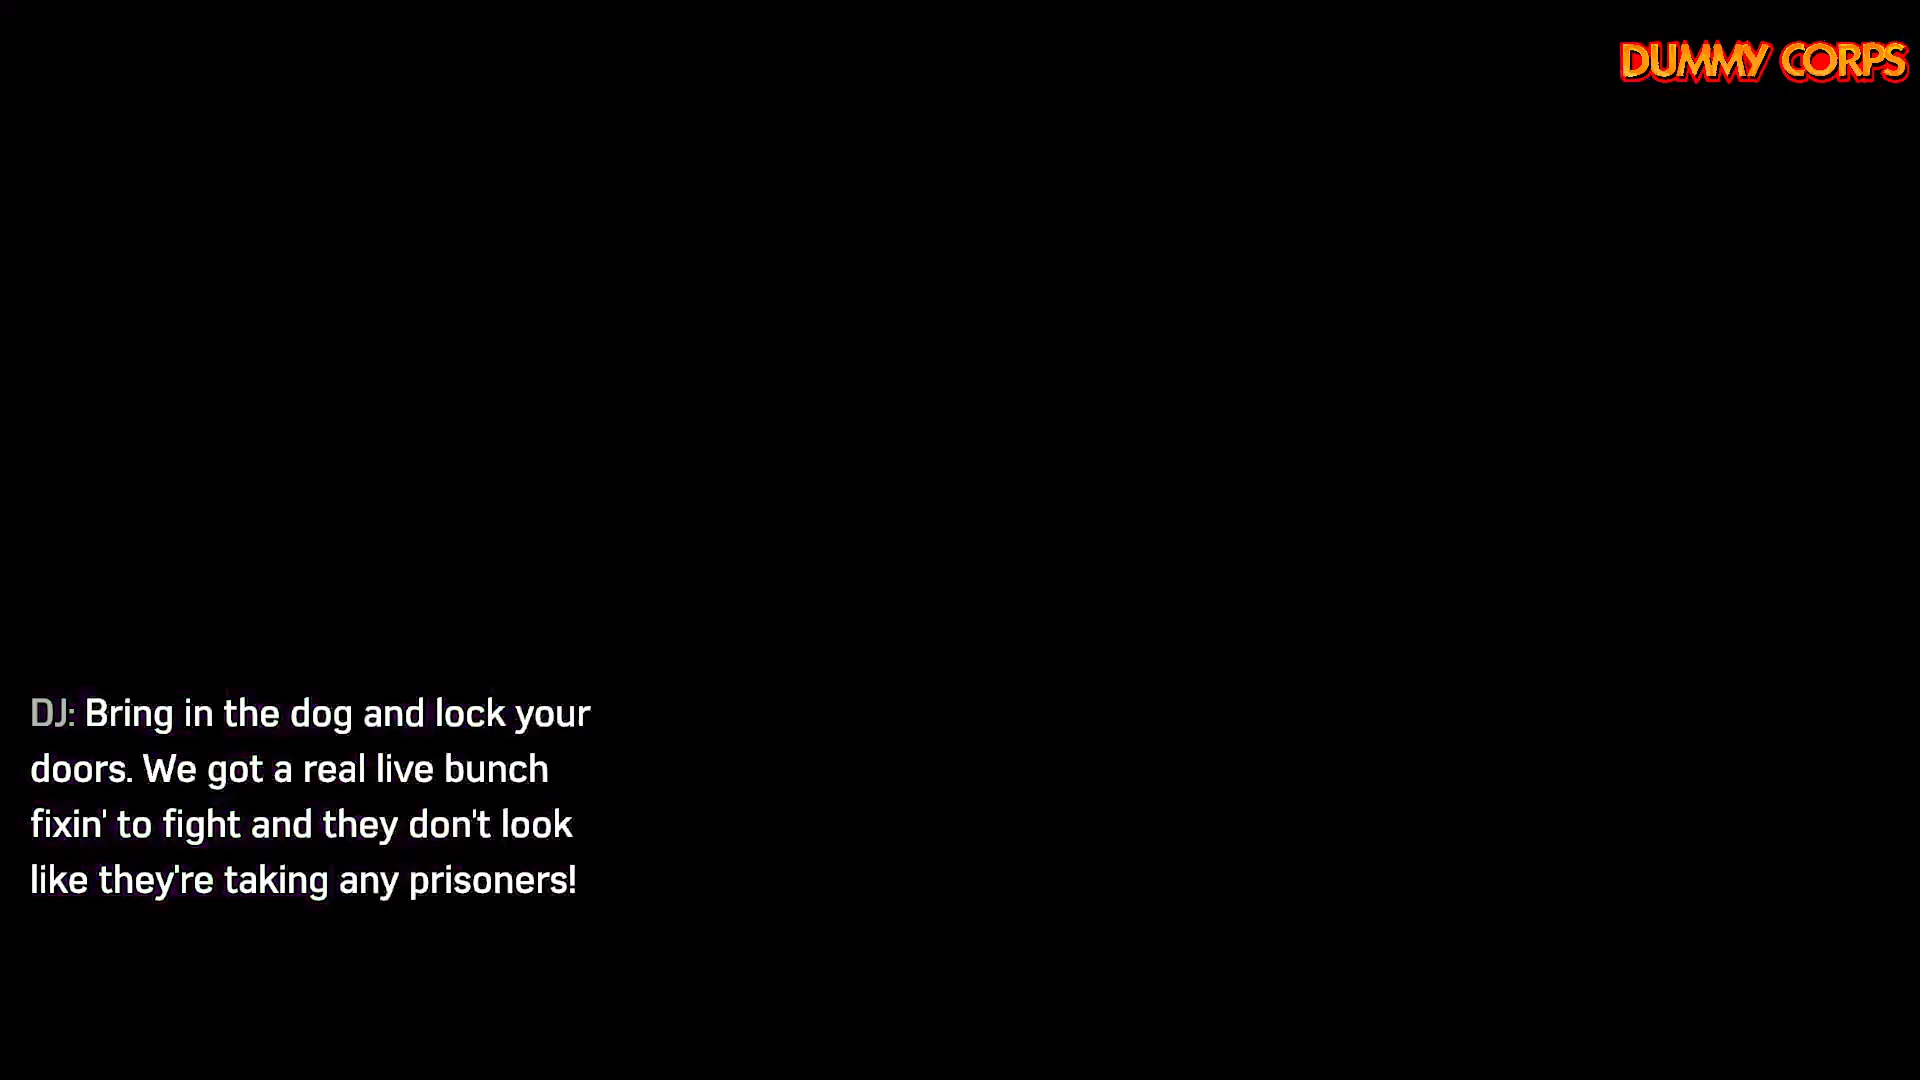 DUMMY CORPS
DJ: Bring in the dog and lock your
doors. We got a real live bunch
fixin' to fight and they don't look
like they're taking any prisoners!